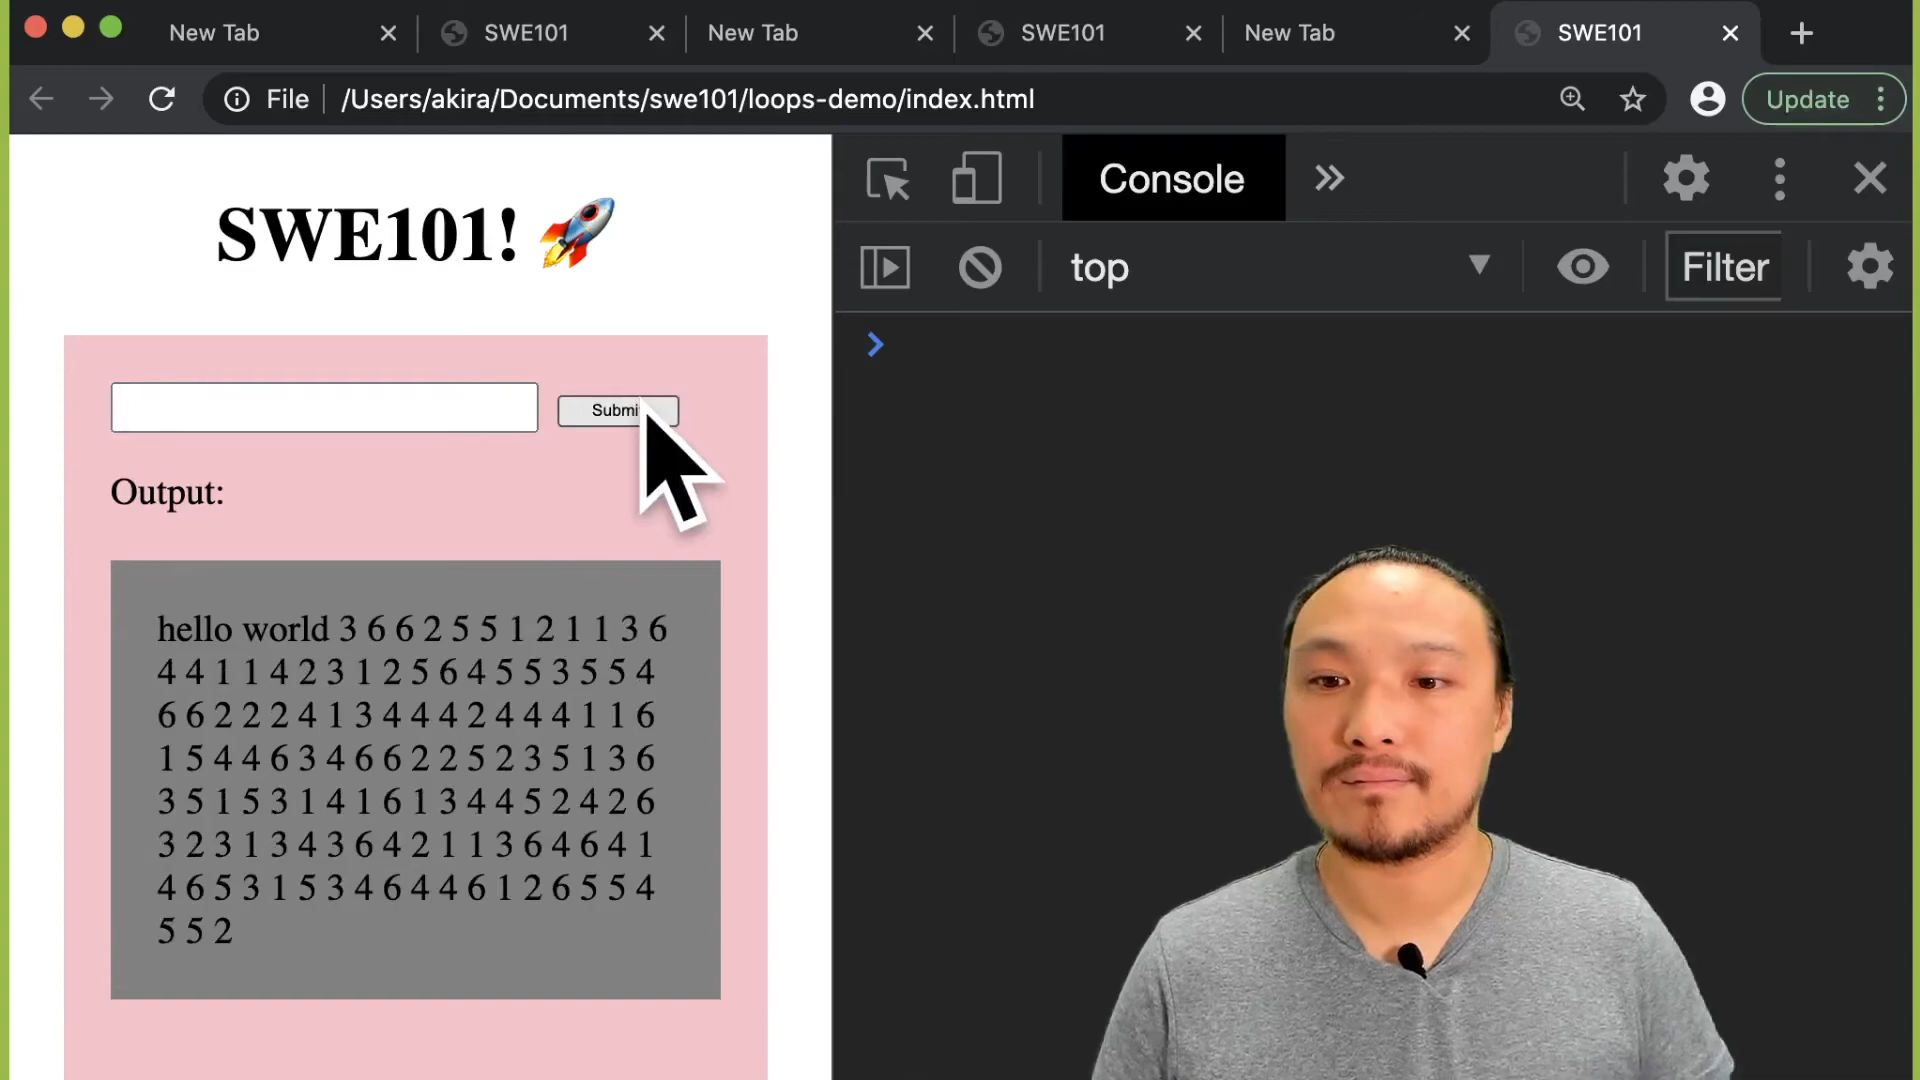 New Tab SWE101 New Tab SWE101 New Tab SWE101
File /Users/akira/Documents/swe101/loops-demo/index.html Update
Console
top Filter
SWE101! 🚀
Submi
Output:
hello world 3 6 6 2 5 5 1 2 1 1 3 6
4 4 1 1 4 2 3 1 2 5 6 4 5 5 3 5 5 4
6 6 2 2 2 4 1 3 4 4 4 2 4 4 4 1 1 6
1 5 4 4 6 3 4 6 6 2 2 5 2 3 5 1 3 6
3 5 1 5 3 1 4 1 6 1 3 4 4 5 2 4 2 6
3 2 3 1 3 4 3 6 4 2 1 1 3 6 4 6 4 1
4 6 5 3 1 5 3 4 6 4 4 6 1 2 6 5 5 4
5 5 2